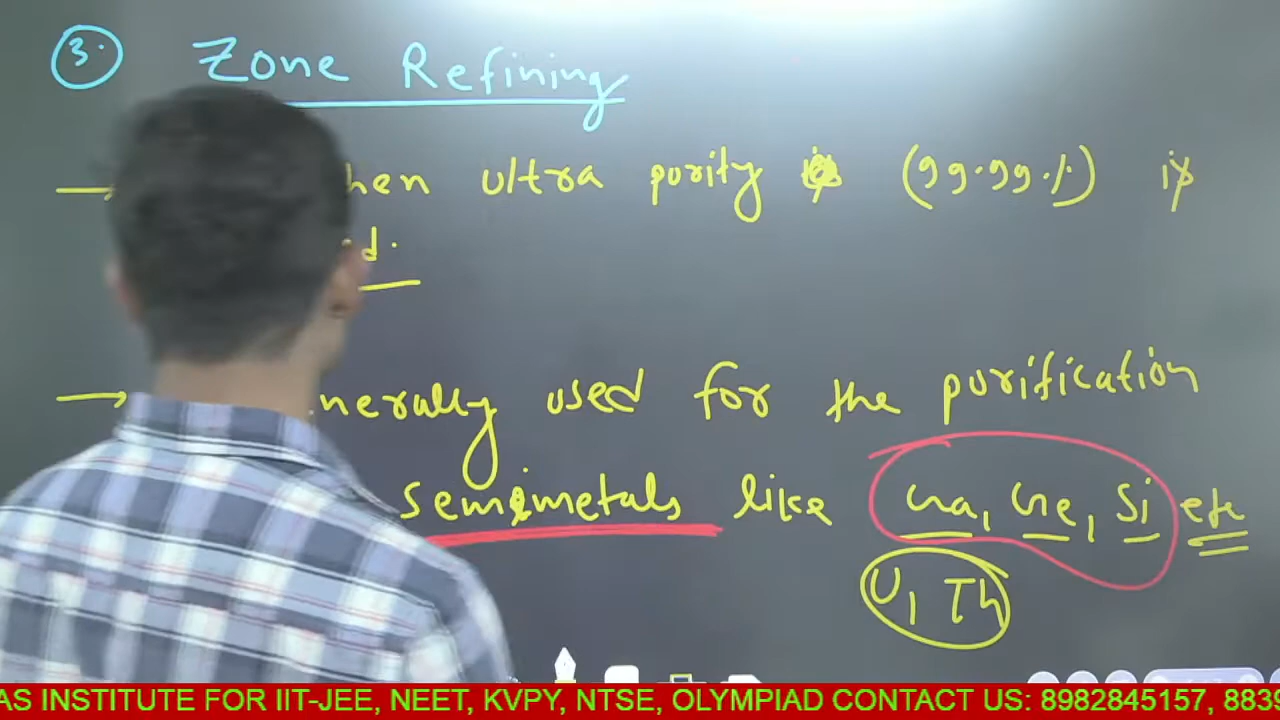 3. Zone Refining
hen ultra purity (99.99%) is
d.
nerally used for the purification
semimetals like Ga, Ge, Si etc
U, Th
AS INSTITUTE FOR IIT-JEE, NEET, KVPY, NTSE, OLYMPIAD CONTACT US: 8982845157, 8839